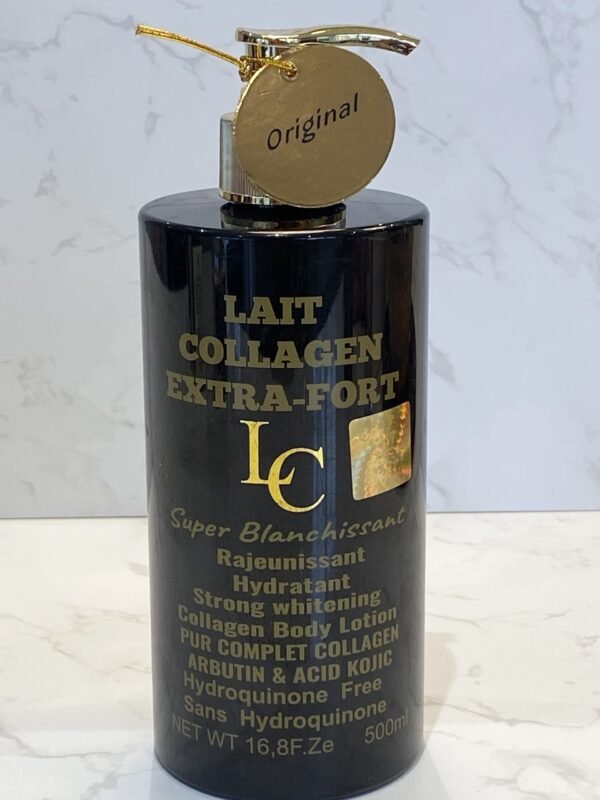 Original
LAIT
COLLAGEN
EXTRA-FORT
LC
Super Blanchissant
Rajeunissant
Hydratant
Strong whitening
Collagen Body Lotion
PUR COMPLET COLLAGEN
ARBUTIN & ACID KOJIC
Hydroquinone Free
Sans Hydroquinone
NET WT 16,8F.Ze 500ml